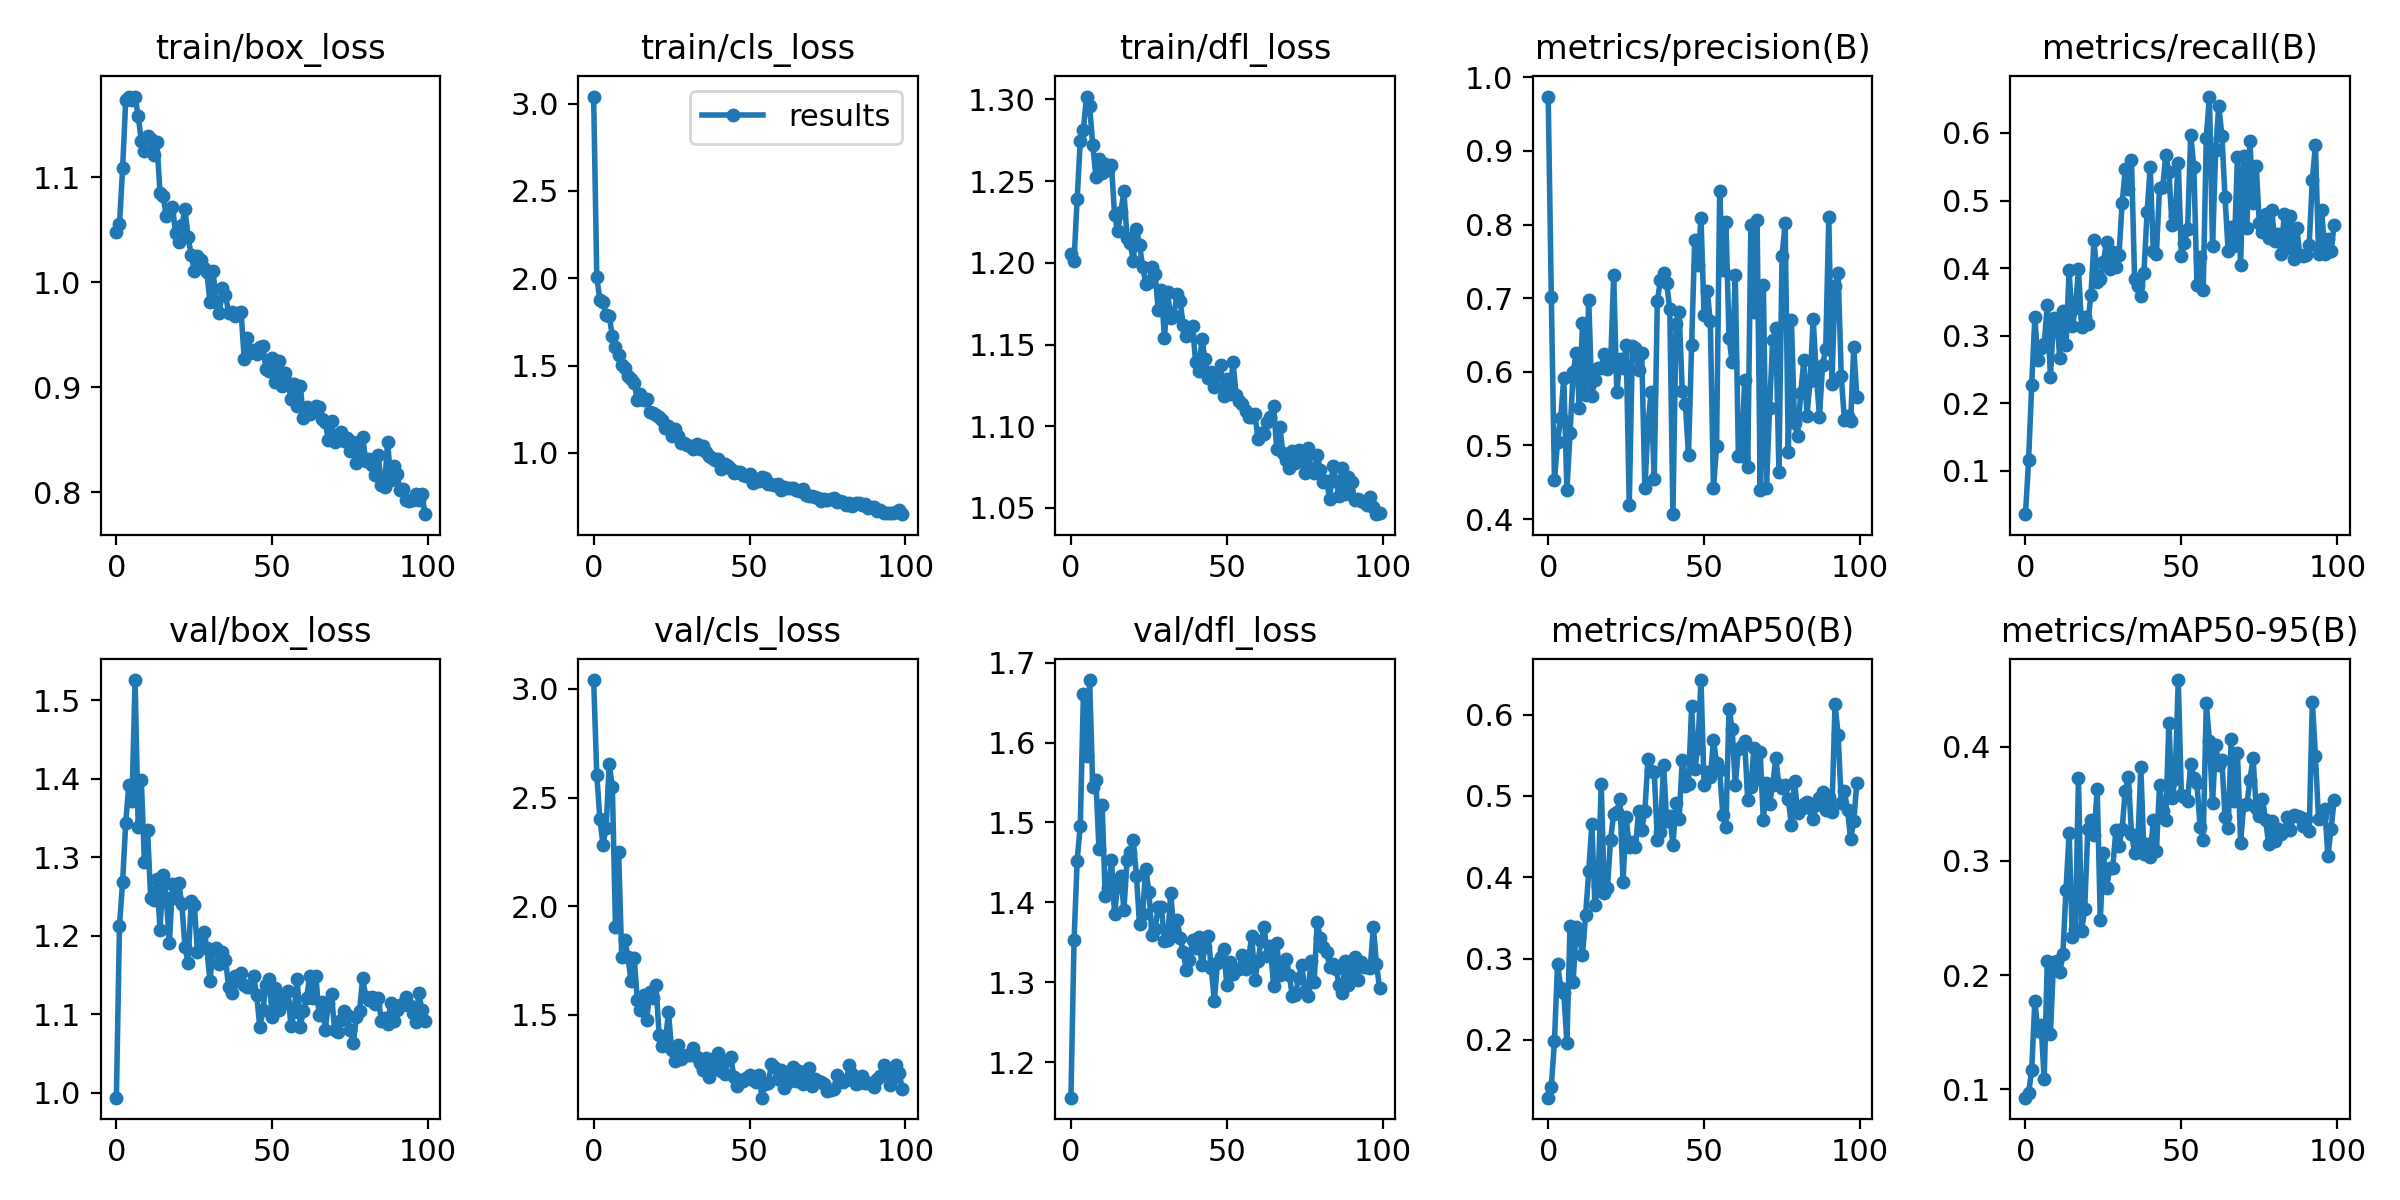 train/box_loss
1.1
1.0
0.9
0.8
0 50 100
train/cls_loss
results
3.0
2.5
2.0
1.5
1.0
0 50 100
train/dfl_loss
1.30
1.25
1.20
1.15
1.10
1.05
0 50 100
metrics/precision(B)
1.0
0.9
0.8
0.7
0.6
0.5
0.4
0 50 100
metrics/recall(B)
0.6
0.5
0.4
0.3
0.2
0.1
0 50 100
val/box_loss
1.5
1.4
1.3
1.2
1.1
1.0
0 50 100
val/cls_loss
3.0
2.5
2.0
1.5
0 50 100
val/dfl_loss
1.7
1.6
1.5
1.4
1.3
1.2
0 50 100
metrics/mAP50(B)
0.6
0.5
0.4
0.3
0.2
0 50 100
metrics/mAP50-95(B)
0.4
0.3
0.2
0.1
0 50 100